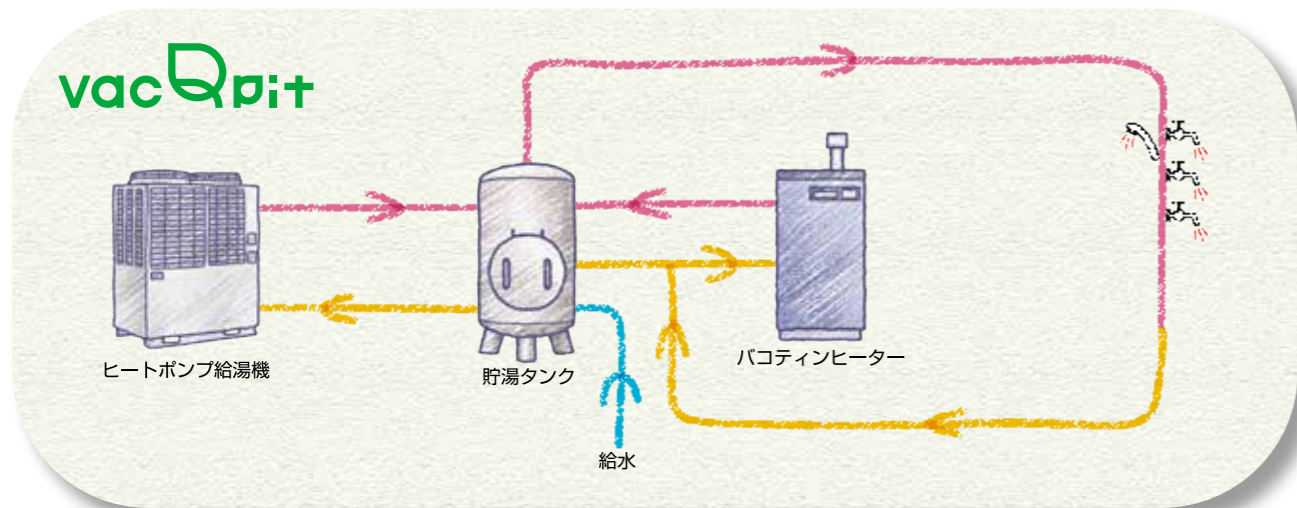 vacQpit
ヒートポンプ給湯機
貯湯タンク
バコティンヒーター
給水